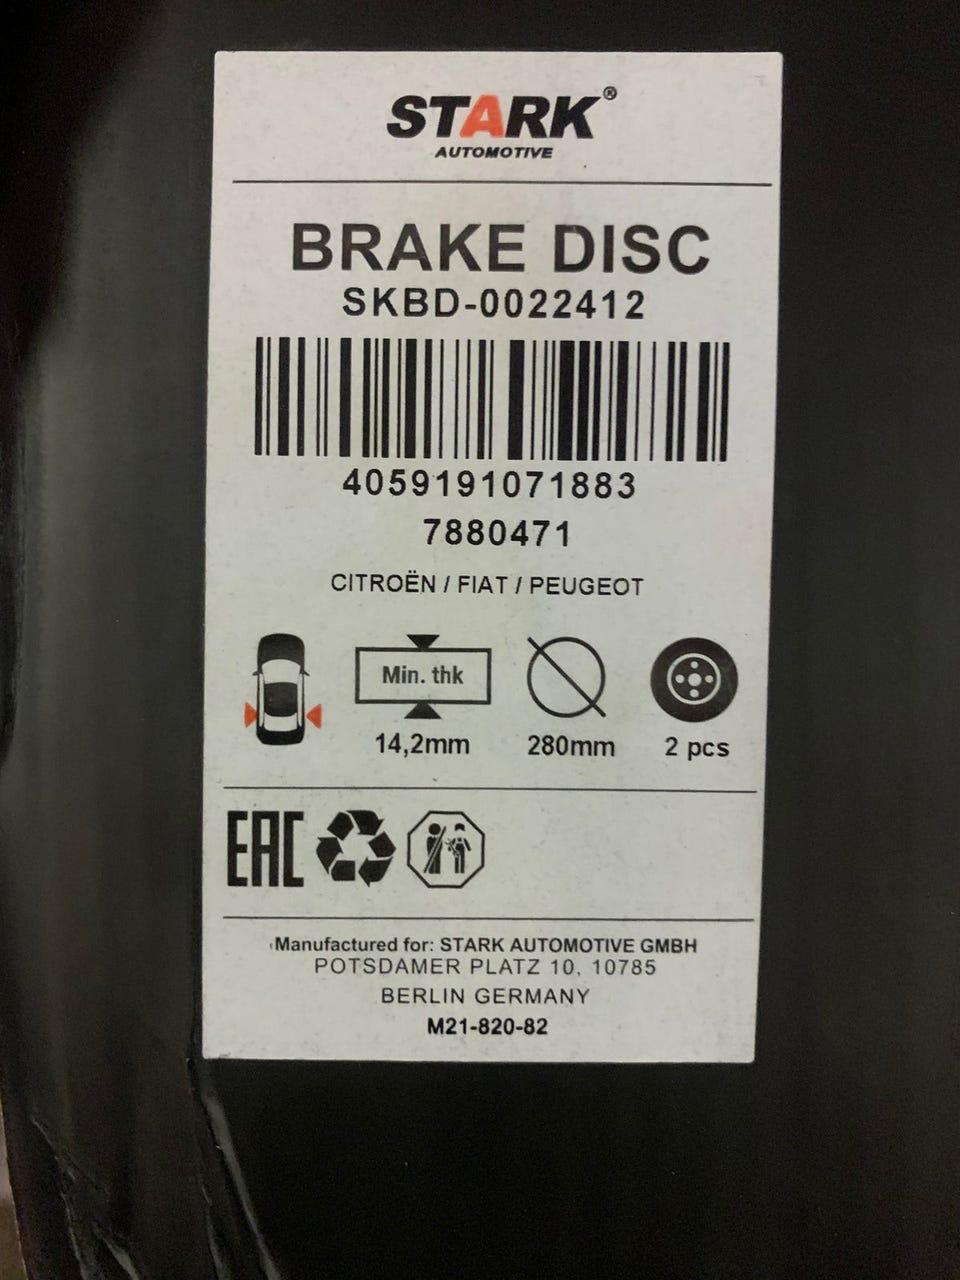 STARK®
AUTOMOTIVE
BRAKE DISC
SKBD-0022412
4059191071883
7880471
CITROËN / FIAT / PEUGEOT
Min. thk
14,2mm
280mm
2 pcs
EAC
Manufactured for: STARK AUTOMOTIVE GMBH
POTSDAMER PLATZ 10, 10785
BERLIN GERMANY
M21-820-82